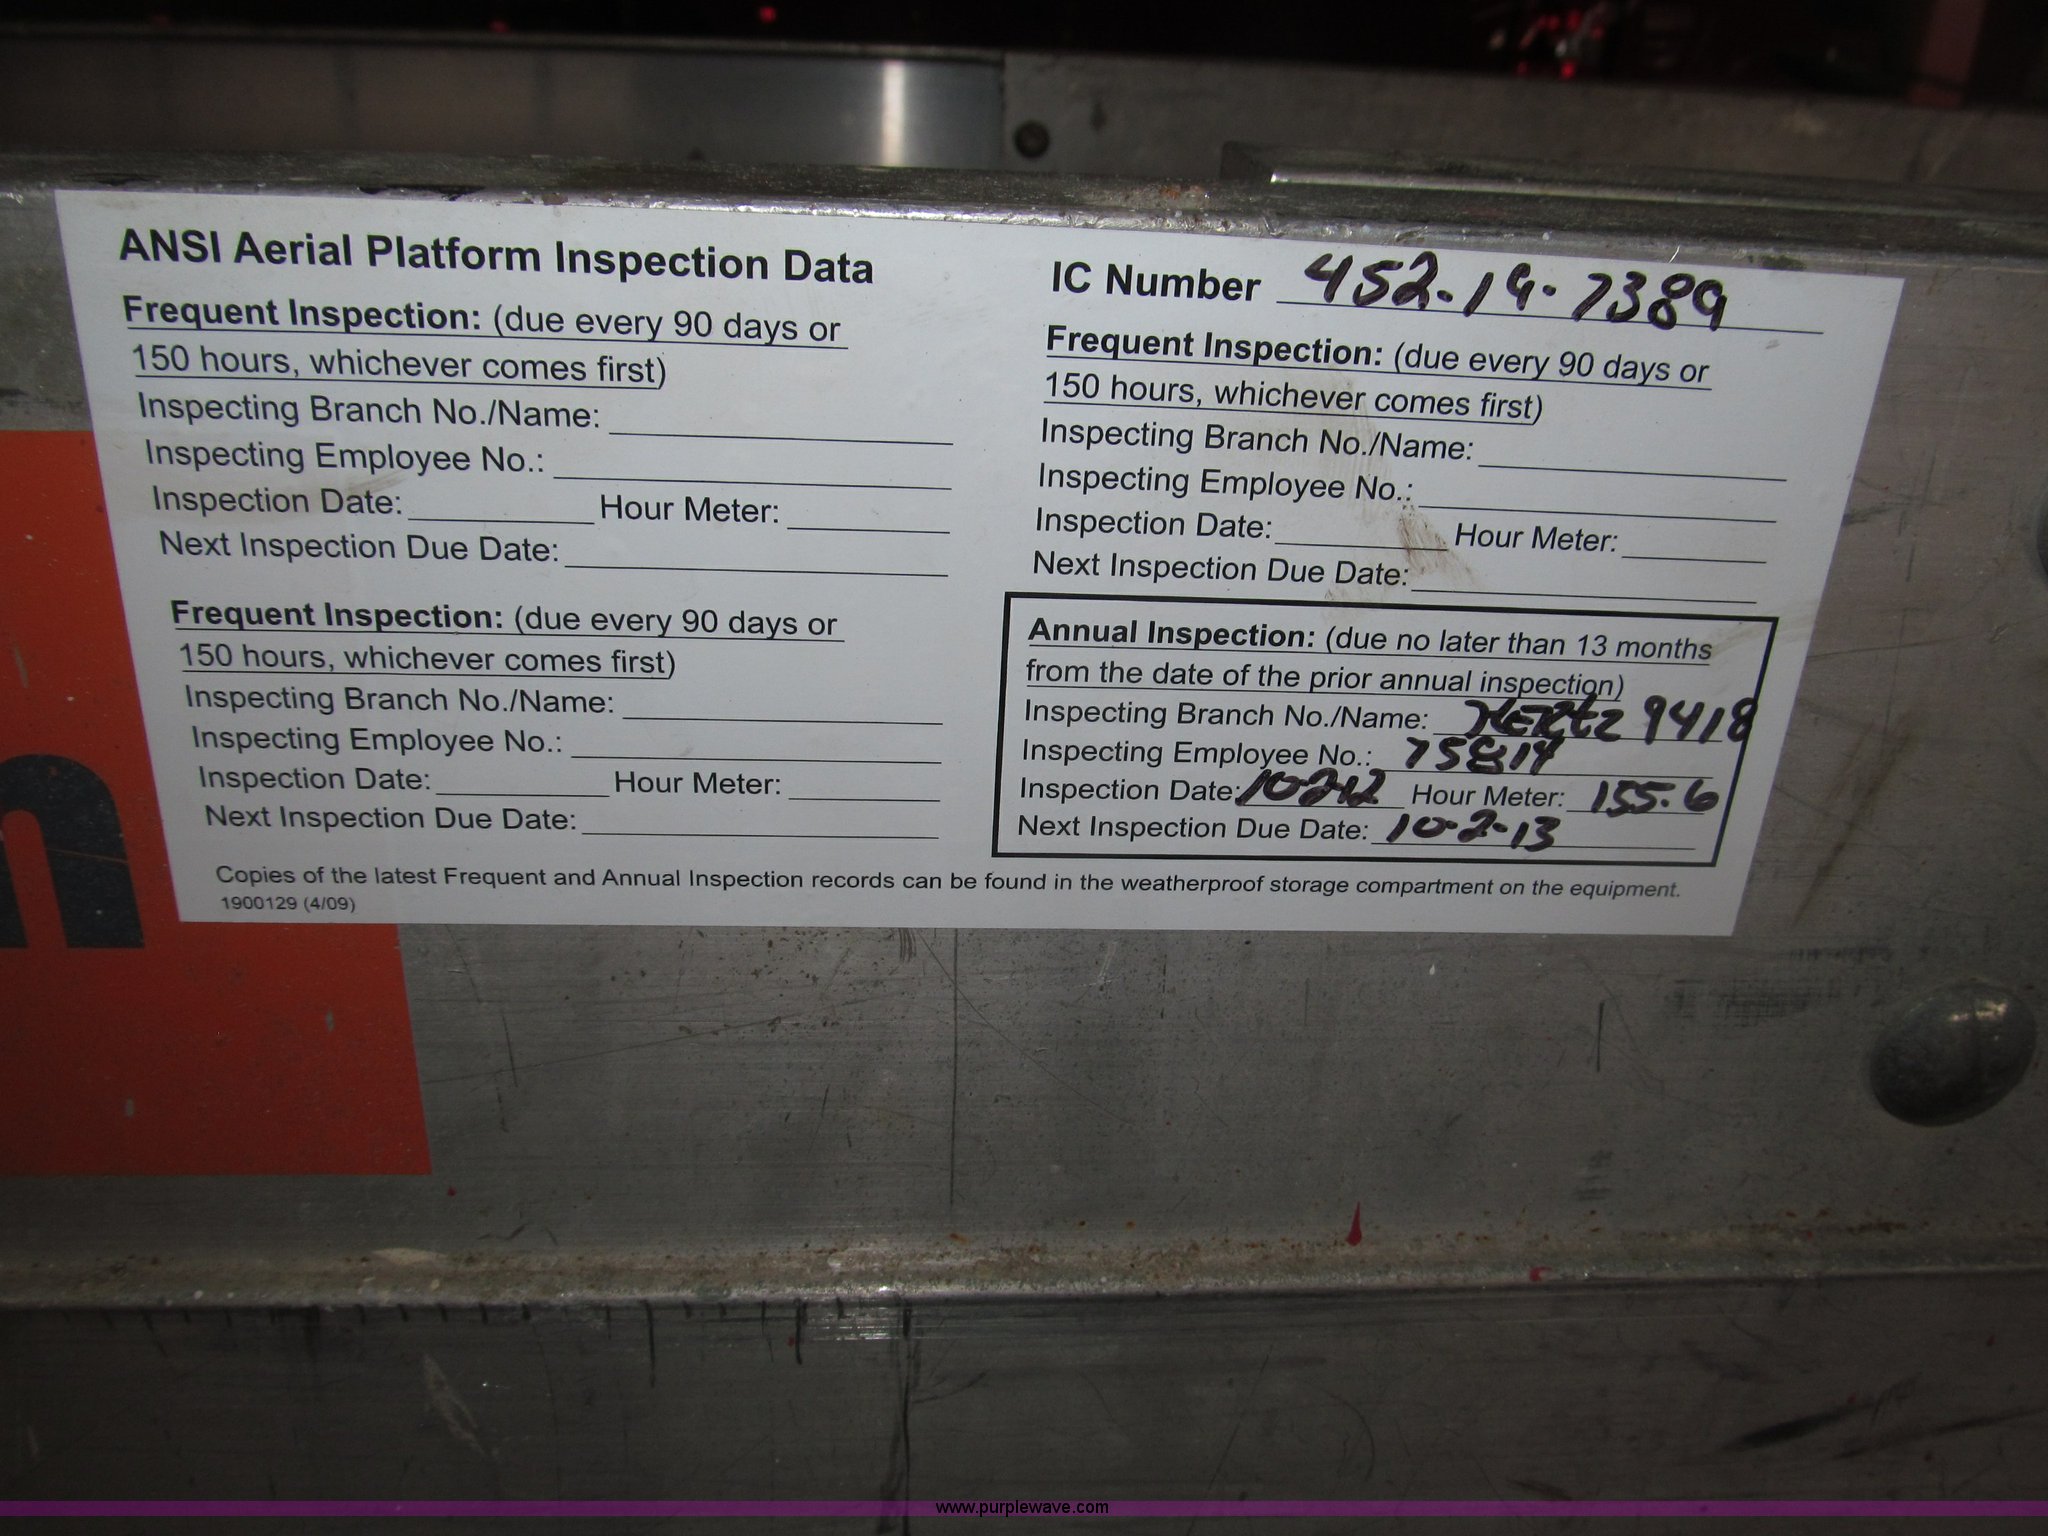 ANSI Aerial Platform Inspection Data
Frequent Inspection: (due every 90 days or
150 hours, whichever comes first)
Inspecting Branch No./Name:
Inspecting Employee No.:
Inspection Date: Hour Meter:
Next Inspection Due Date:
Frequent Inspection: (due every 90 days or
150 hours, whichever comes first)
Inspecting Branch No./Name:
Inspecting Employee No.:
Inspection Date: Hour Meter:
Next Inspection Due Date:
IC Number 452.19.7389
Frequent Inspection: (due every 90 days or
150 hours, whichever comes first)
Inspecting Branch No./Name:
Inspecting Employee No.:
Inspection Date: Hour Meter:
Next Inspection Due Date:
Annual Inspection: (due no later than 13 months
from the date of the prior annual inspection)
Inspecting Branch No./Name: HERtz 9418
Inspecting Employee No.: 75814
Inspection Date: 10-2-12 Hour Meter: 155.6
Next Inspection Due Date: 10-2-13
Copies of the latest Frequent and Annual Inspection records can be found in the weatherproof storage compartment on the equipment.
1900129 (4/09)
n
www.purplewave.com